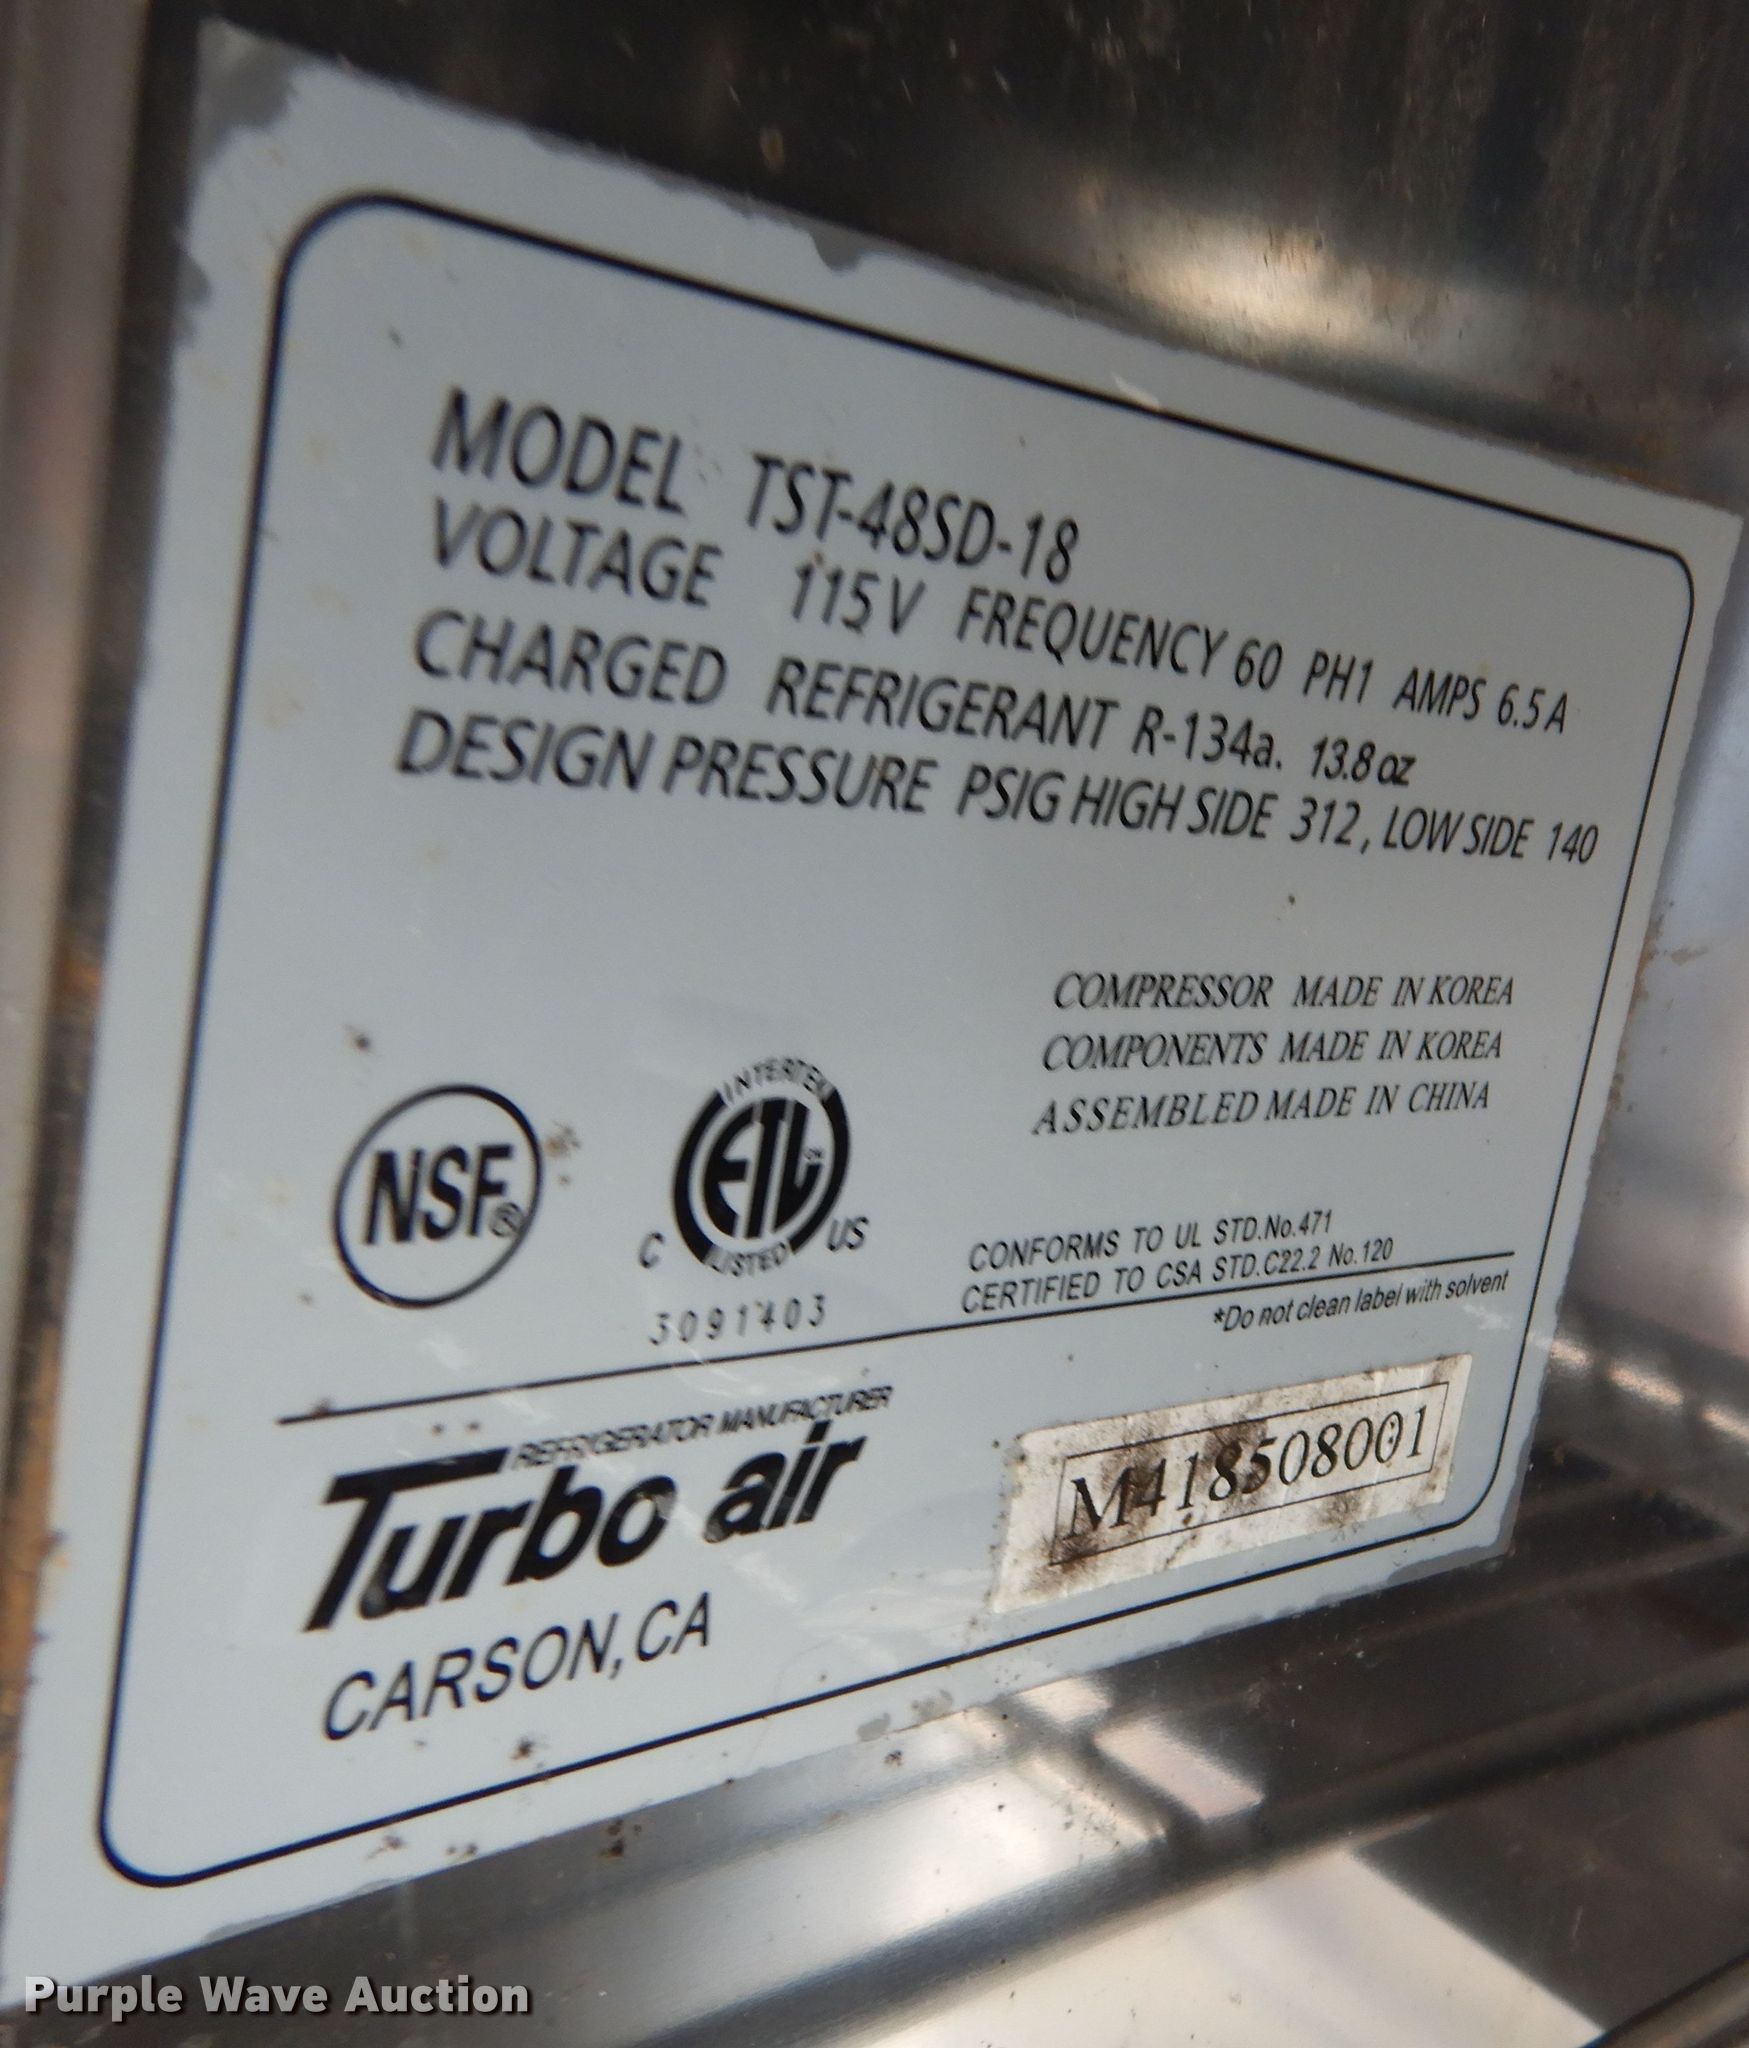 MODEL TST-48SD-18
VOLTAGE 115V FREQUENCY 60 PH1 AMPS 6.5A
CHARGED REFRIGERANT R-134a. 13.8 oz
DESIGN PRESSURE PSIG HIGH SIDE 312, LOW SIDE 140
COMPRESSOR MADE IN KOREA
COMPONENTS MADE IN KOREA
ASSEMBLED MADE IN CHINA
NSF®
INTERTEK
ETL CM
LISTED
C US
3091403
CONFORMS TO UL STD.No.471
CERTIFIED TO CSA STD.C22.2 No.120
*Do not clean label with solvent
REFRIGERATOR MANUFACTURER
Turbo air
CARSON, CA
M418508001
Purple Wave Auction